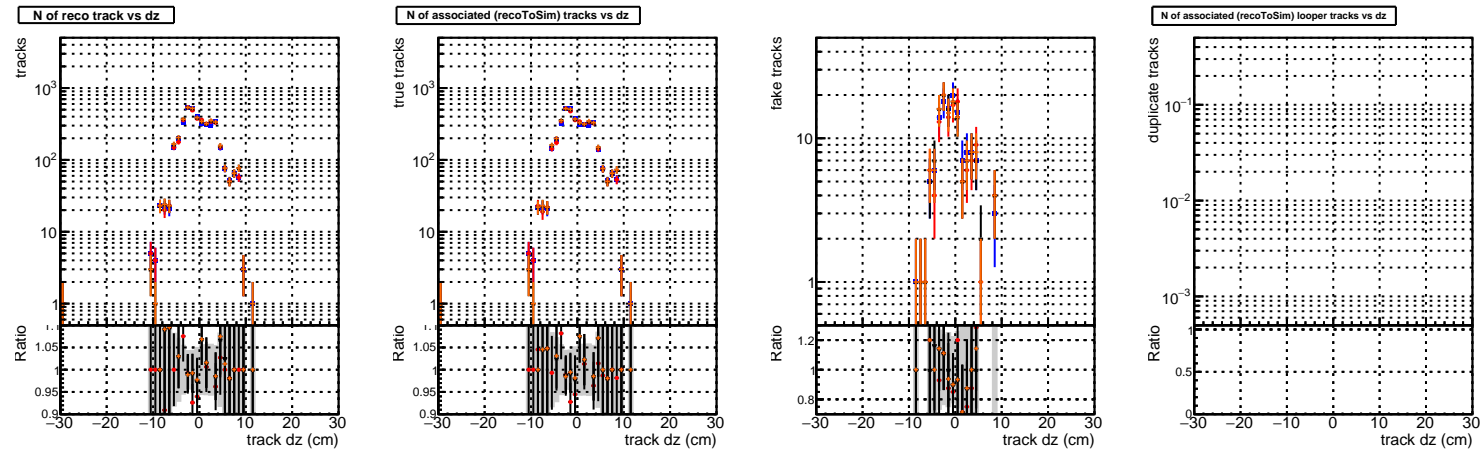 N of reco track vs dz
tracks
10³
10²
10
1
Ratio
1.1
1.05
1
0.95
0.9
−30 −20 −10 0 10 20 30
track dz (cm)
N of associated (recoToSim) tracks vs dz
true tracks
10³
10²
10
1
Ratio
1.1
1.05
1
0.95
0.9
−30 −20 −10 0 10 20 30
track dz (cm)
fake tracks
10
1
Ratio
1.2
1
0.8
−30 −20 −10 0 10 20 30
track dz (cm)
N of associated (recoToSim) looper tracks vs dz
duplicate tracks
10⁻¹
10⁻²
10⁻³
Ratio
1
0.5
0
−30 −20 −10 0 10 20 30
track dz (cm)